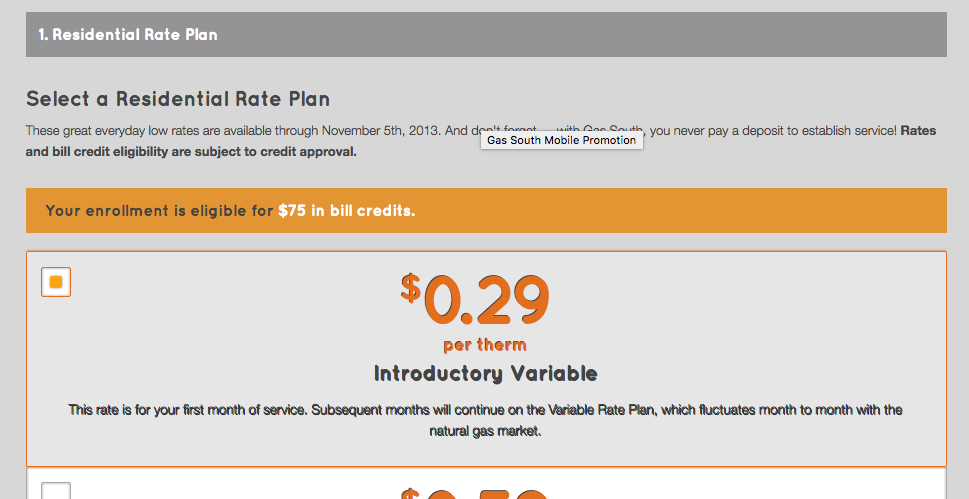 1. Residential Rate Plan
Select a Residential Rate Plan
These great everyday low rates are available through November 5th, 2013. And don't forget ... with Gas South, you never pay a deposit to establish service! Rates
Gas South Mobile Promotion
and bill credit eligibility are subject to credit approval.
Your enrollment is eligible for $75 in bill credits.
$0.29
per therm
Introductory Variable
This rate is for your first month of service. Subsequent months will continue on the Variable Rate Plan, which fluctuates month to month with the
natural gas market.